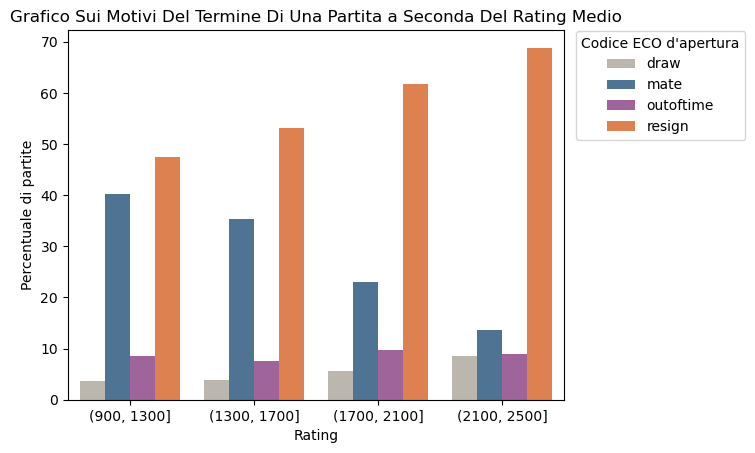 Grafico Sui Motivi Del Termine Di Una Partita a Seconda Del Rating Medio
Codice ECO d'apertura
draw
mate
outoftime
resign
Percentuale di partite
70
60
50
40
30
20
10
0
(900, 1300]
(1300, 1700]
(1700, 2100]
(2100, 2500]
Rating